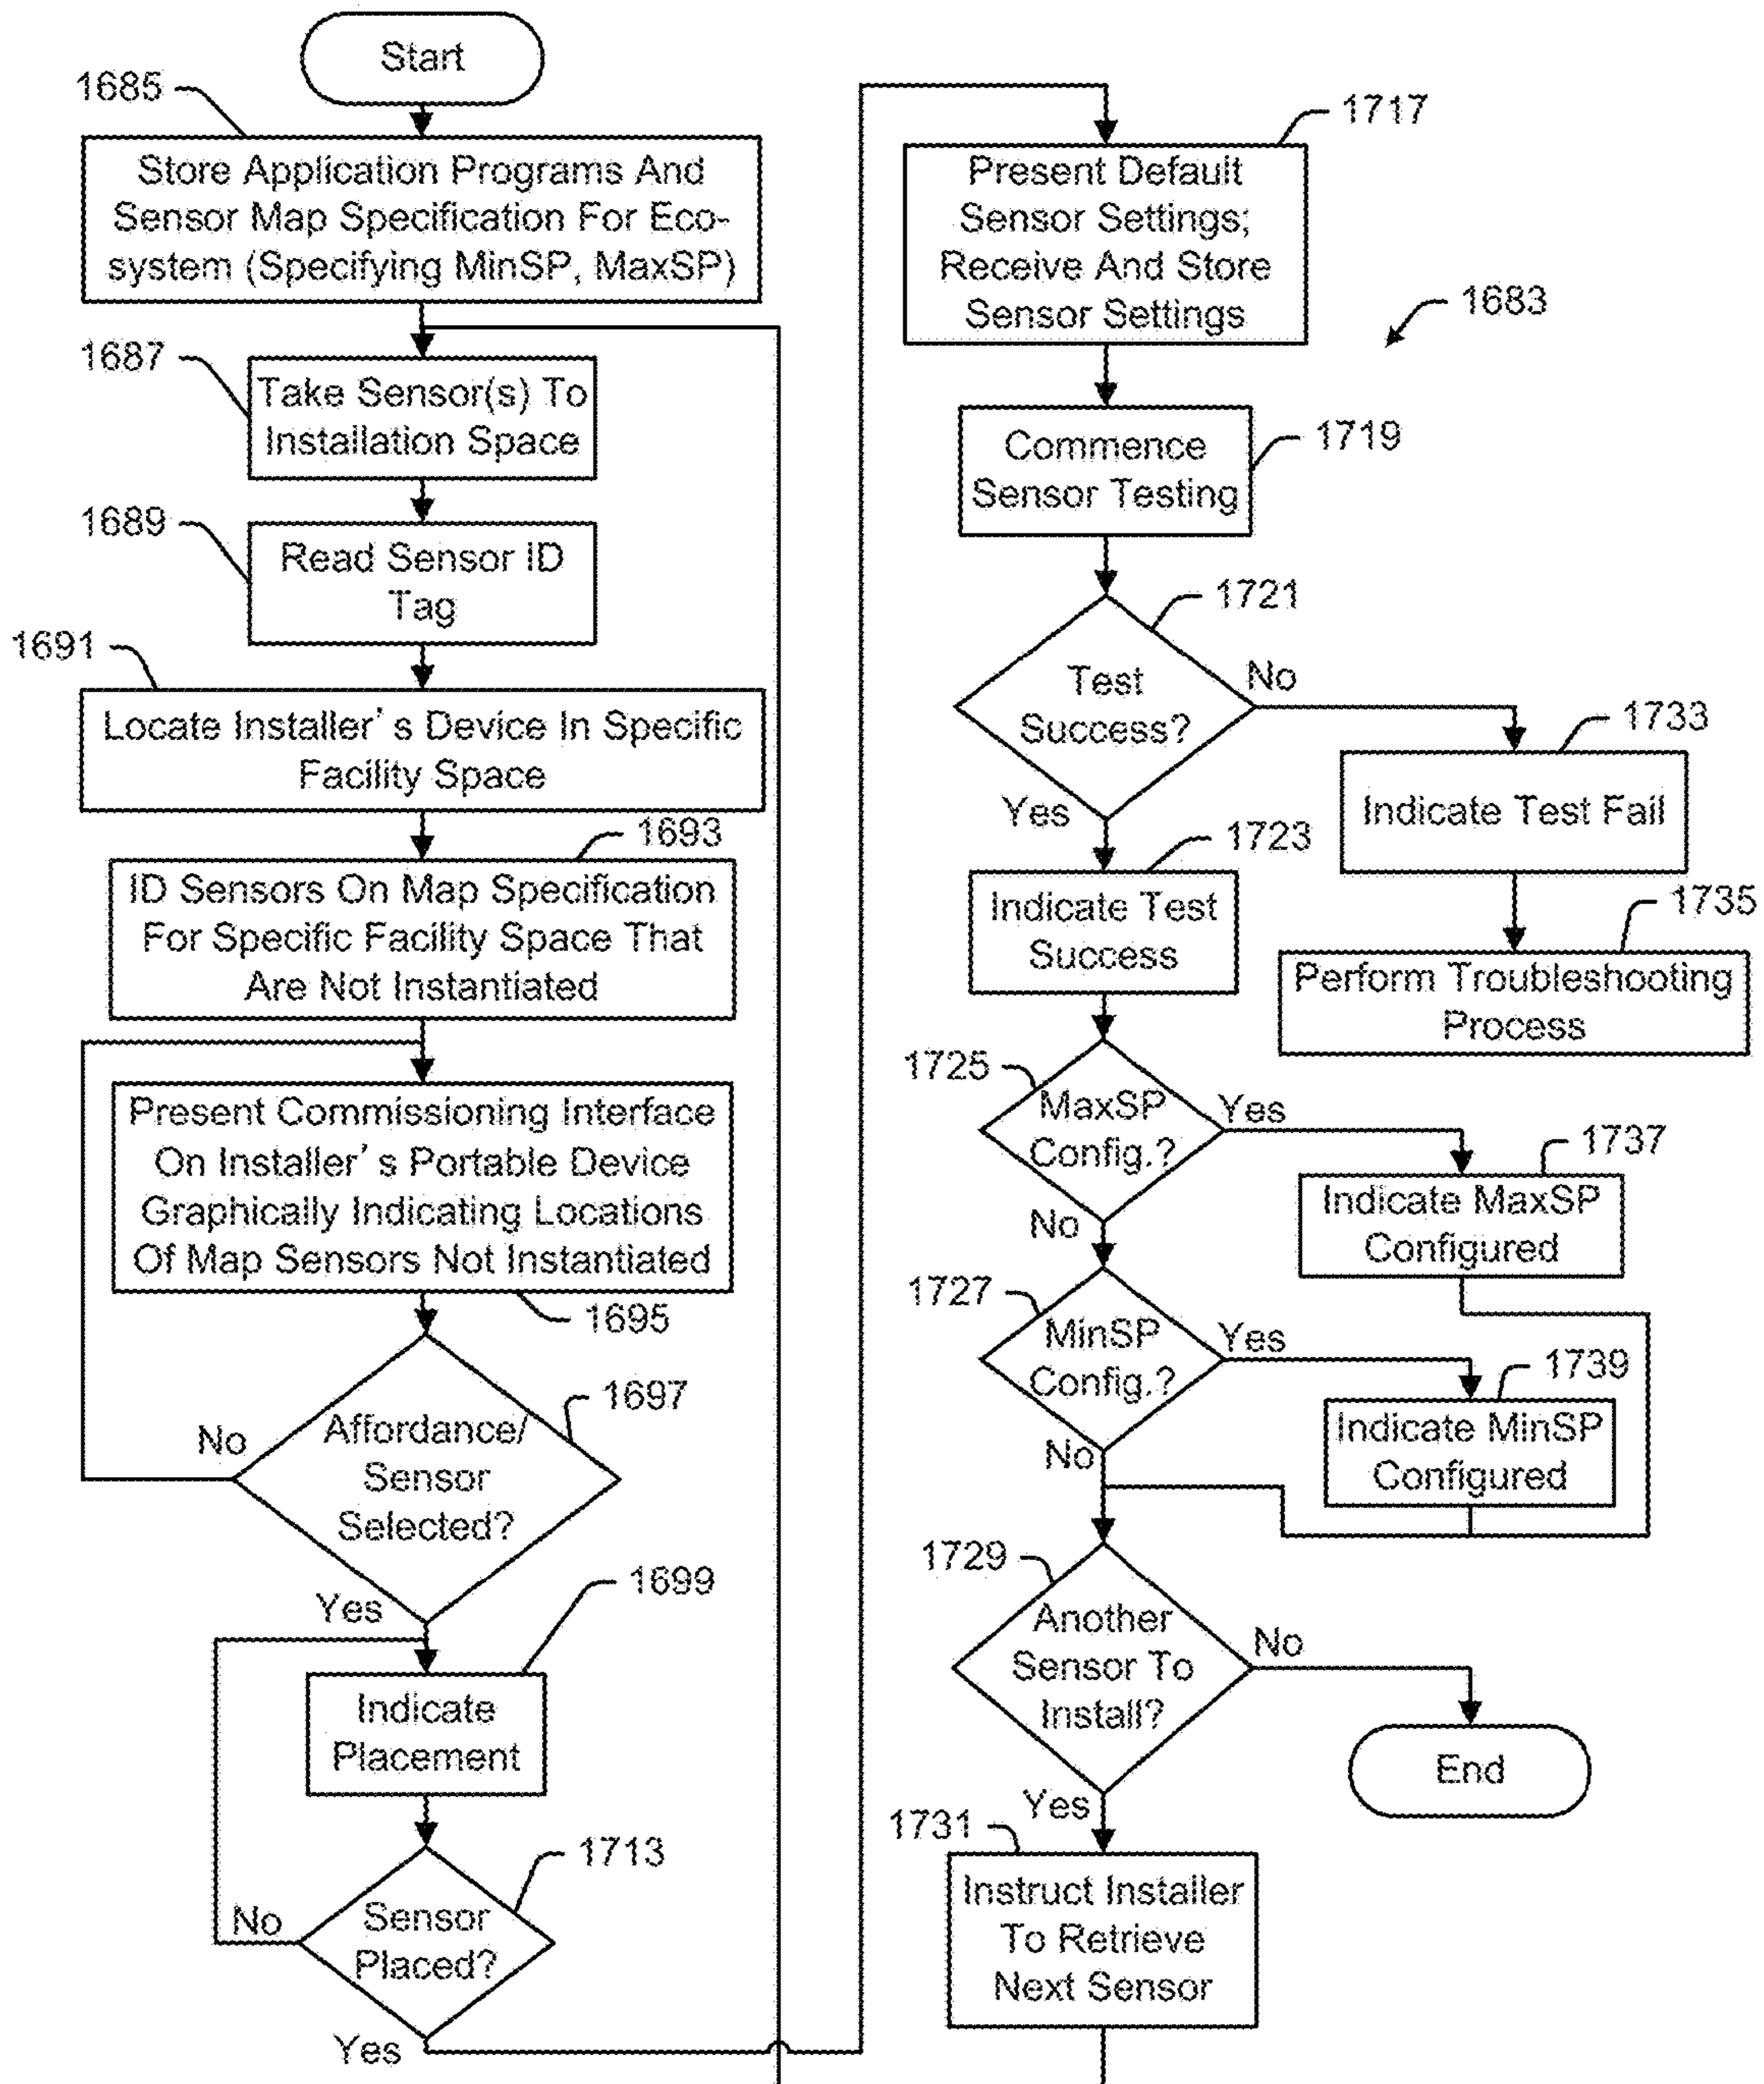 Start
1685
Store Application Programs And
Sensor Map Specification For Eco-
system (Specifying MinSP, MaxSP)
1687
Take Sensor(s) To
Installation Space
1689
Read Sensor ID
Tag
1691
Locate Installer's Device In Specific
Facility Space
1693
ID Sensors On Map Specification
For Specific Facility Space That
Are Not Instantiated
Present Commissioning Interface
On Installer's Portable Device
Graphically Indicating Locations
Of Map Sensors Not Instantiated
1695
1697
Affordance/
Sensor
Selected?
No
Yes
1699
Indicate
Placement
1713
Sensor
Placed?
No
Yes
1717
Present Default
Sensor Settings;
Receive And Store
Sensor Settings
1683
1719
Commence
Sensor Testing
1721
Test
Success?
No
Yes
1733
Indicate Test Fail
1735
Perform Troubleshooting
Process
1723
Indicate Test
Success
1725
MaxSP
Config.?
Yes
No
1737
Indicate MaxSP
Configured
1727
MinSP
Config.?
Yes
No
1739
Indicate MinSP
Configured
1729
Another
Sensor To
Install?
No
Yes
End
1731
Instruct Installer
To Retrieve
Next Sensor